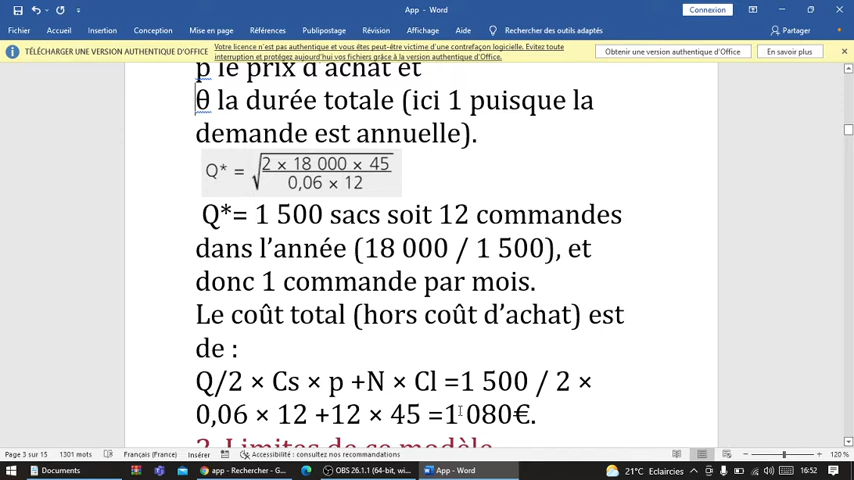 App - Word
Connexion
Fichier Accueil Insertion Conception Mise en page Références Publipostage Révision Affichage Aide Rechercher des outils adaptés Partager
TÉLÉCHARGER UNE VERSION AUTHENTIQUE D'OFFICE Votre licence n'est pas authentique et vous êtes peut-être victime d'une contrefaçon logicielle. Évitez toute interruption et protégez aujourd'hui vos fichiers grâce à la version authentique d'Office. Obtenir une version authentique d'Office En savoir plus
p le prix d'achat et
θ la durée totale (ici 1 puisque la
demande est annuelle).
Q* = √ 2 × 18 000 × 45
0,06 × 12
Q*= 1 500 sacs soit 12 commandes
dans l’année (18 000 / 1 500), et
donc 1 commande par mois.
Le coût total (hors coût d’achat) est
de :
Q/2 × Cs × p +N × Cl =1 500 / 2 ×
0,06 × 12 +12 × 45 =1 080€.
2. Limites de ce modèle
Page 3 sur 15 1301 mots Français (France) Insérer Accessibilité : consultez nos recommandations 120 %
Documents app - Rechercher - G... OBS 26.1.1 (64-bit, wi... App - Word 21°C Eclaircies 16:52